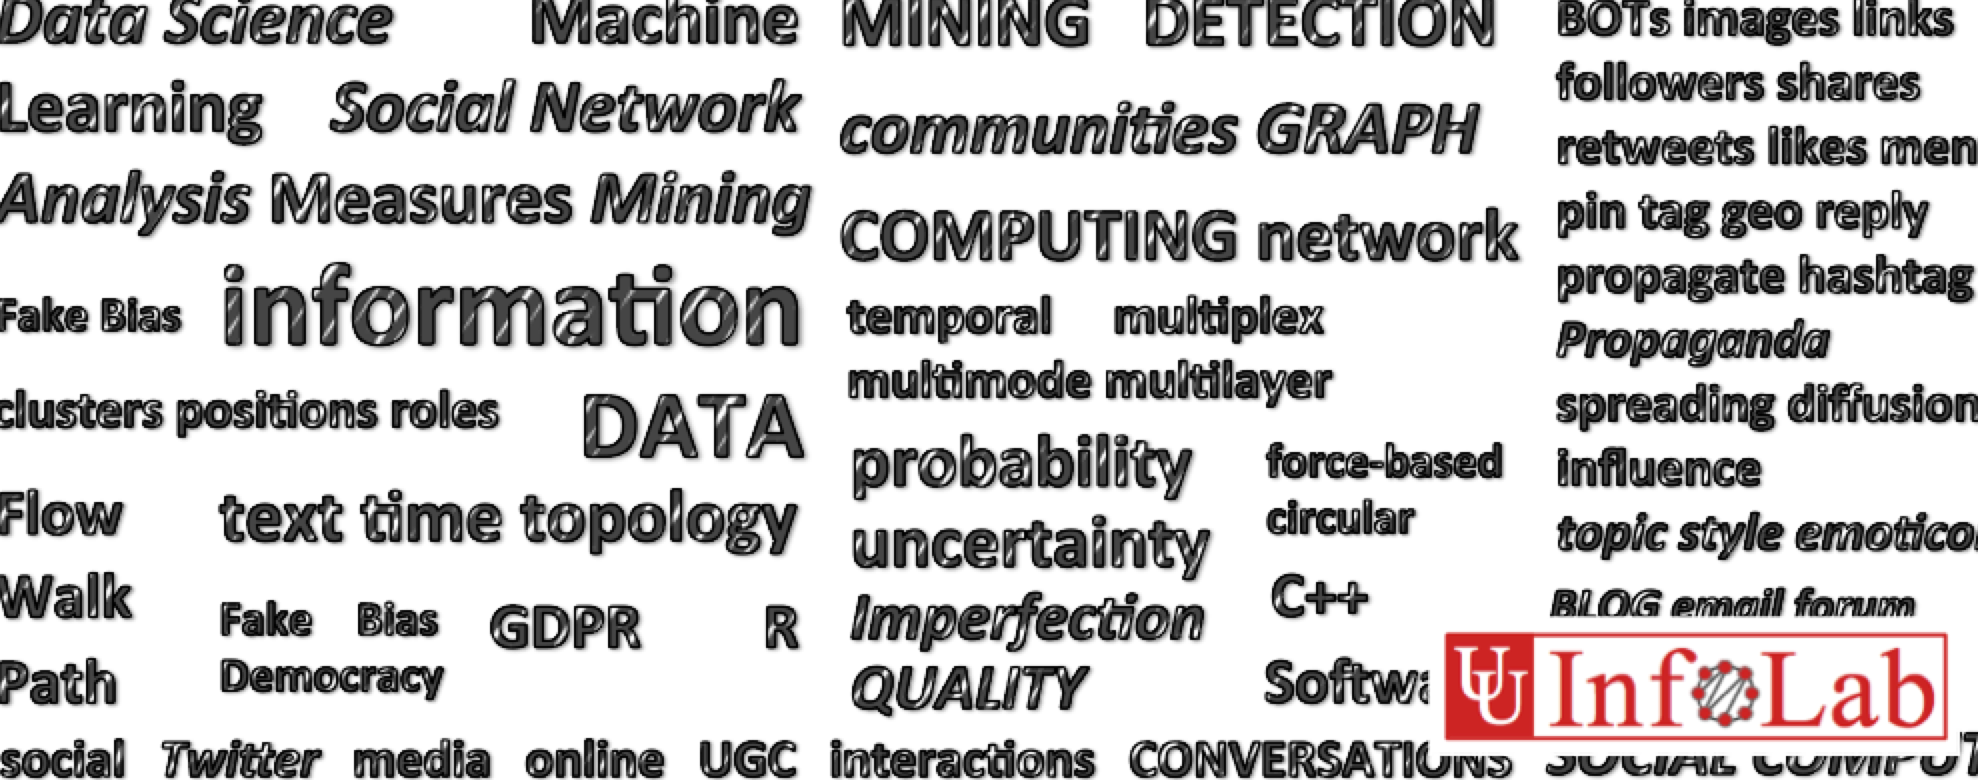 Data Science Machine
Learning Social Network
Analysis Measures Mining
Fake Bias information
clusters positions roles DATA
Flow text time topology
Walk Fake Bias GDPR R
Path Democracy
MINING DETECTION
communities GRAPH
COMPUTING network
temporal multiplex
multimode multilayer
probability force-based
uncertainty circular
Imperfection C++
QUALITY Softwa
BOTs images links
followers shares
retweets likes men
pin tag geo reply
propagate hashtag
Propaganda
spreading diffusion
influence
topic style emotico
BLOG email forum
UU InfoLab
social Twitter media online UGC interactions CONVERSATIONS SOCIAL COMPUT